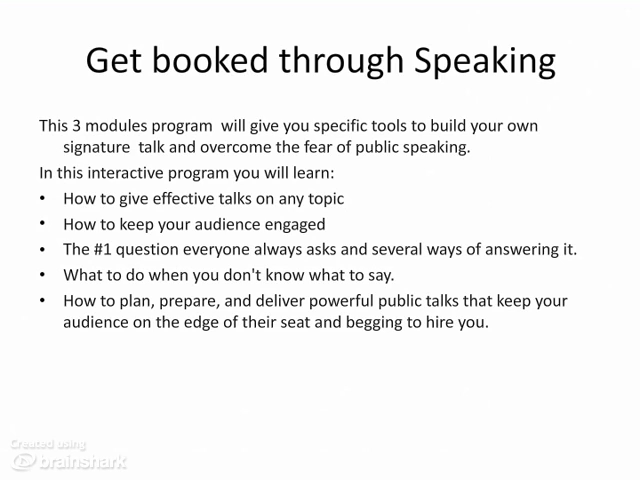 Get booked through Speaking
This 3 modules program  will give you specific tools to build your own
signature  talk and overcome the fear of public speaking.
In this interactive program you will learn:
• How to give effective talks on any topic
• How to keep your audience engaged
• The #1 question everyone always asks and several ways of answering it.
• What to do when you don't know what to say.
• How to plan, prepare, and deliver powerful public talks that keep your
audience on the edge of their seat and begging to hire you.
Created using
brainshark